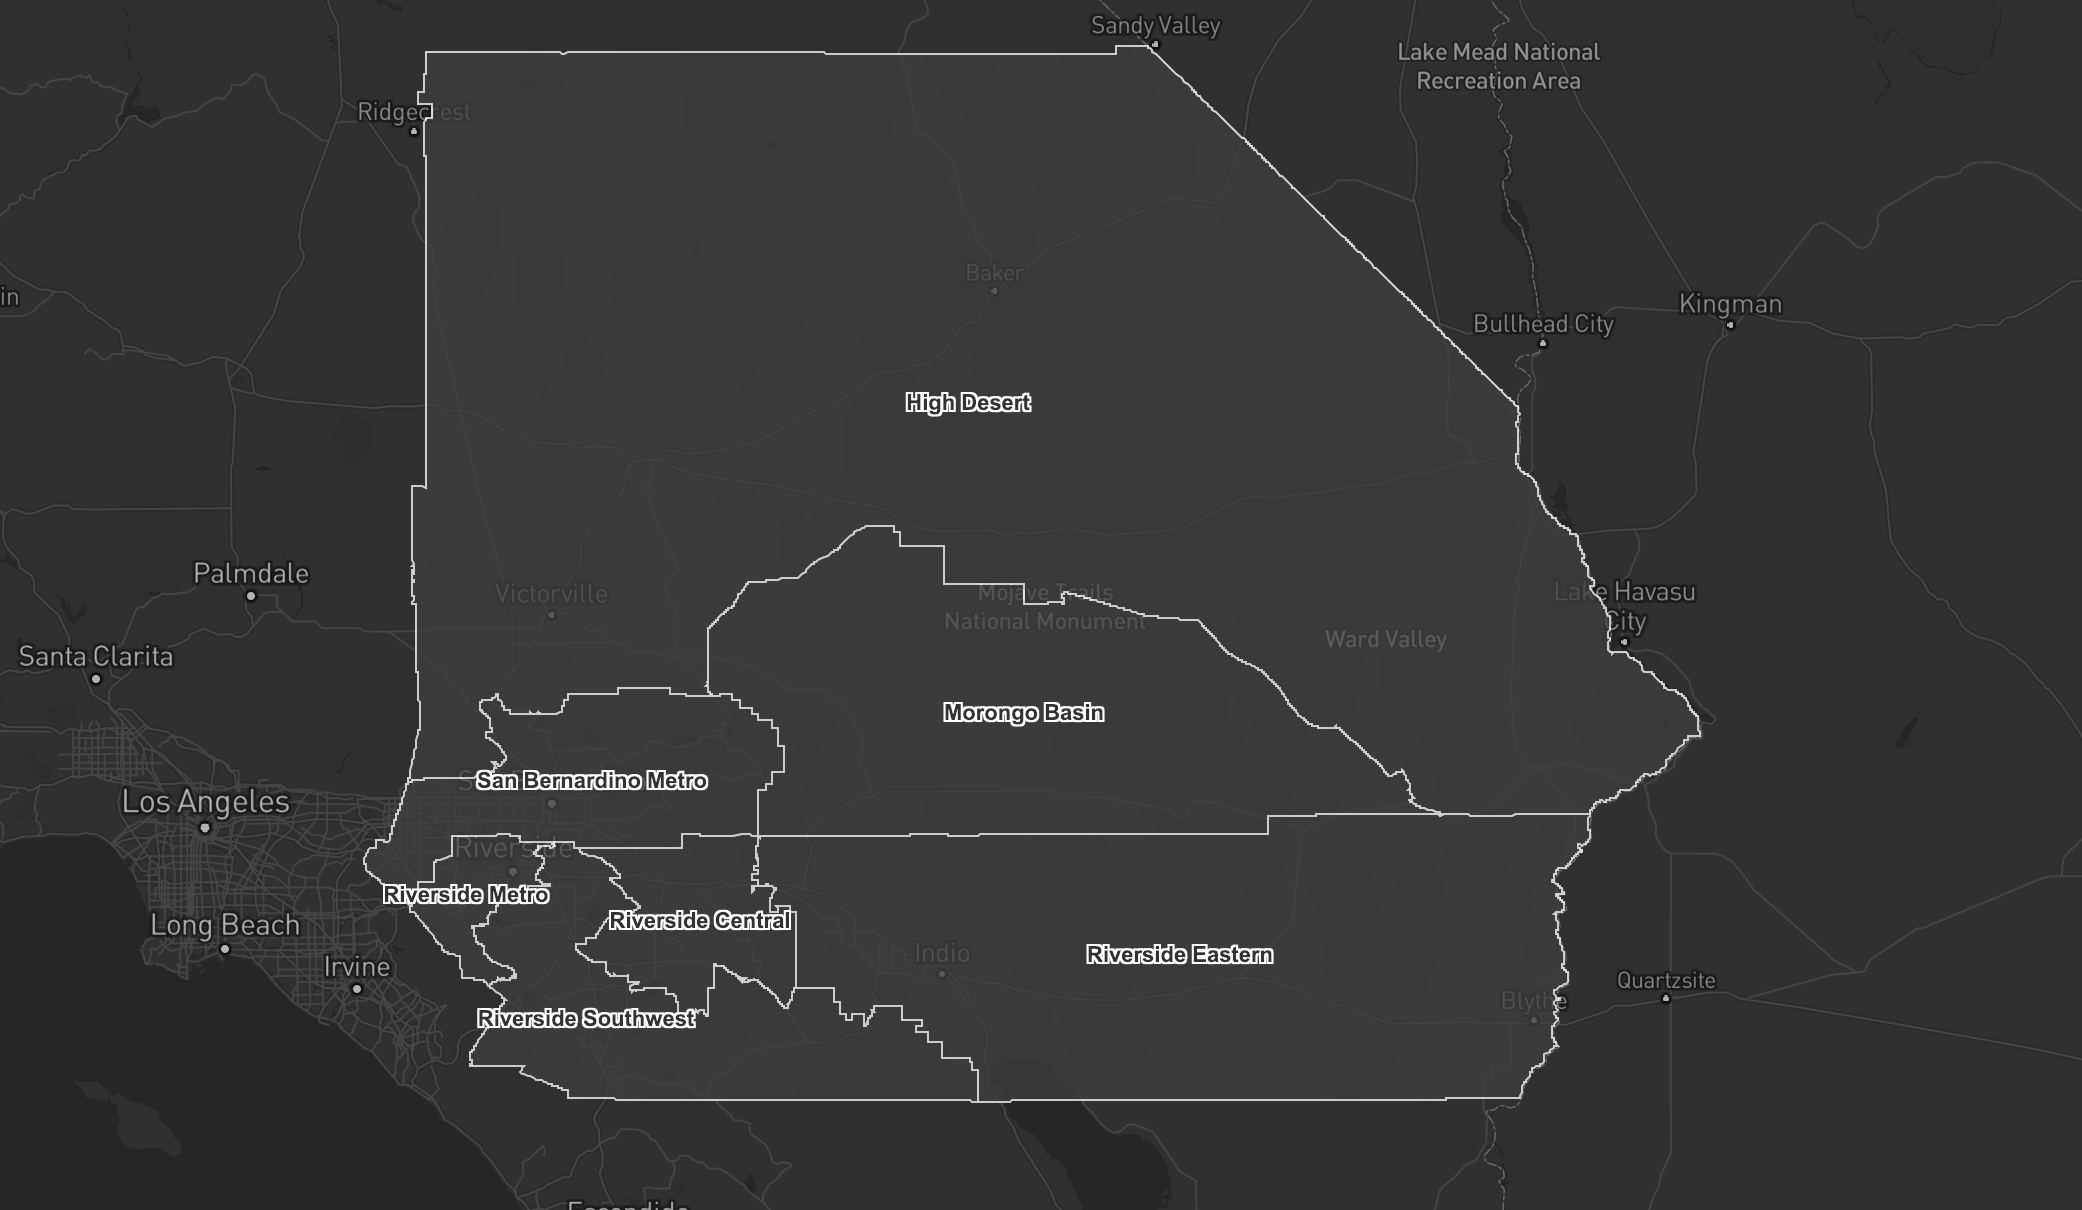 Sandy Valley
Lake Mead National
Recreation Area
Ridgecrest
Baker
in
Kingman
Bullhead City
High Desert
Palmdale
Victorville
Mojave Trails
National Monument
Lake Havasu
City
Ward Valley
Santa Clarita
Morongo Basin
San Bernardino Metro
Los Angeles
Riverside
Riverside Metro
Riverside Central
Long Beach
Indio
Riverside Eastern
Irvine
Quartzsite
Blythe
Riverside Southwest
Escondido